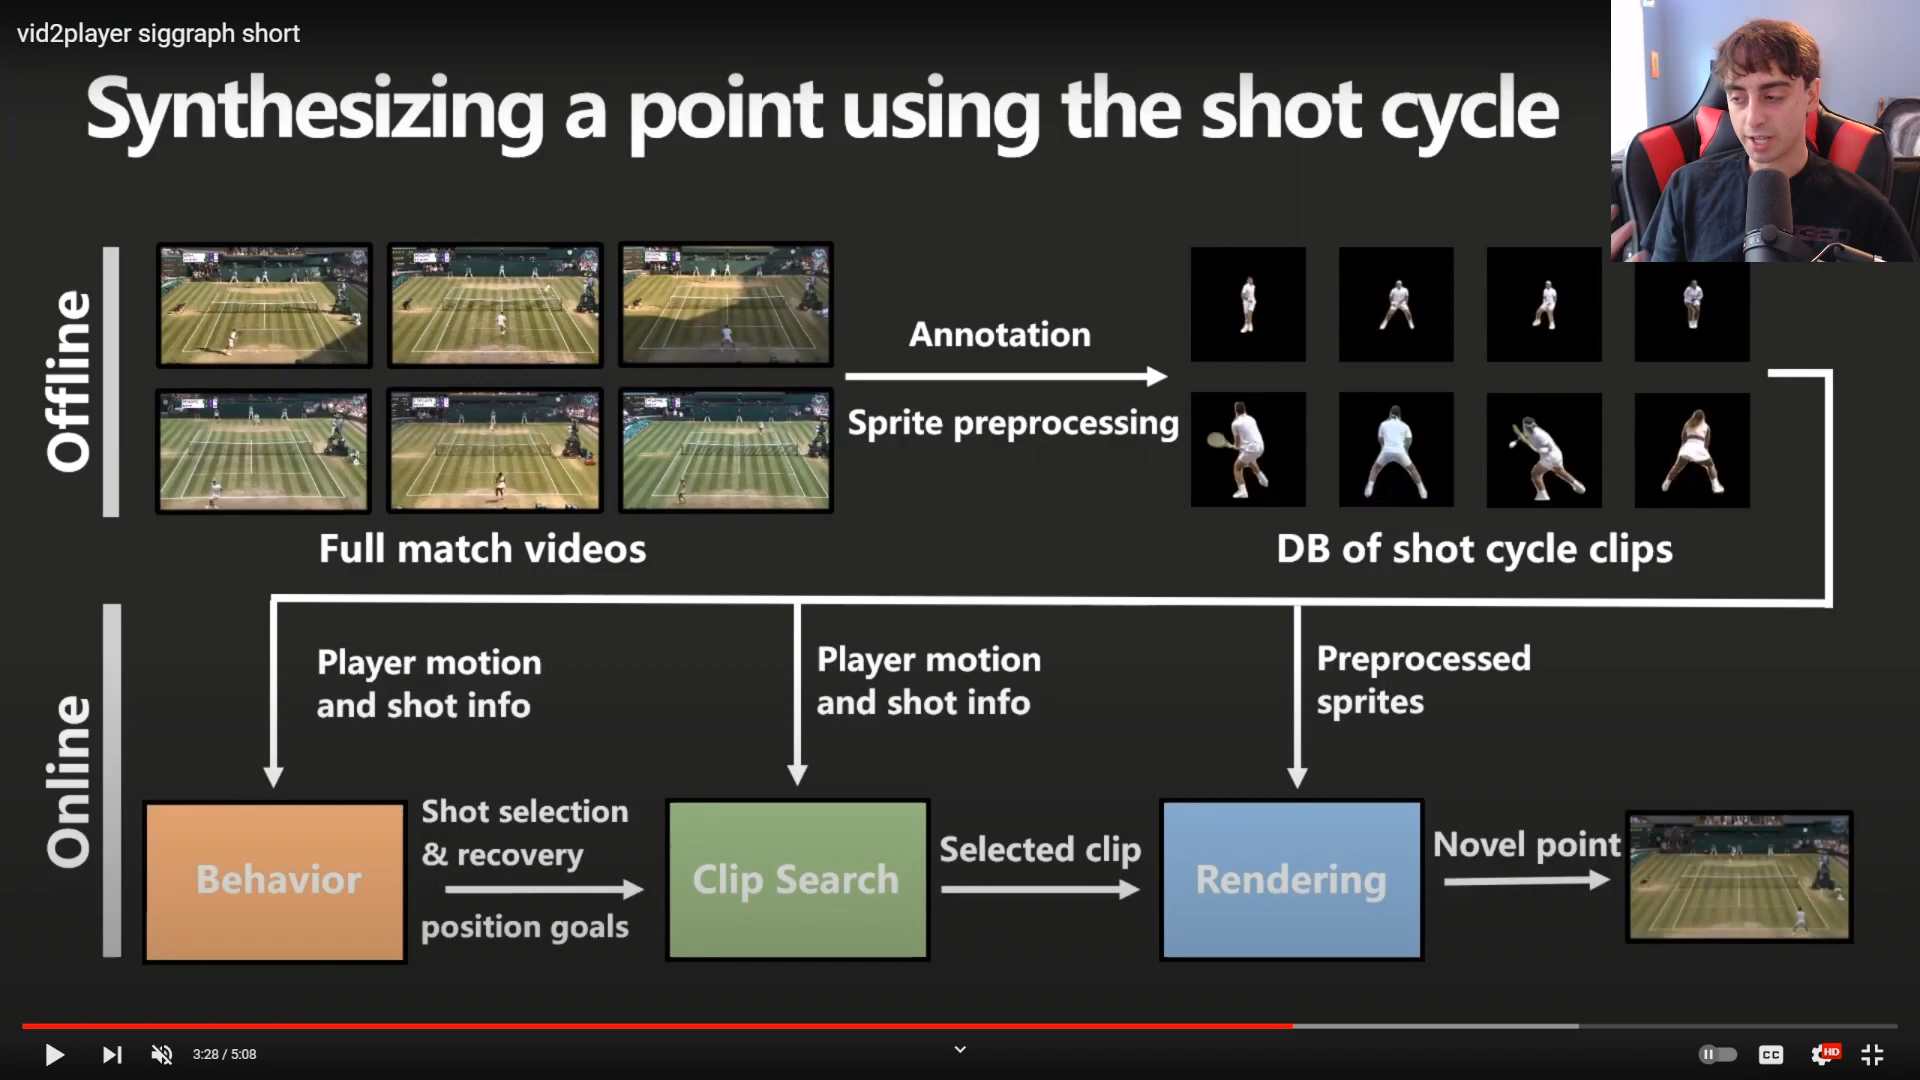 vid2player siggraph short
Synthesizing a point using the shot cycle
Offline
Annotation
Sprite preprocessing
Full match videos
DB of shot cycle clips
Online
Player motion
and shot info
Player motion
and shot info
Preprocessed
sprites
Behavior
Shot selection
& recovery
position goals
Clip Search
Selected clip
Rendering
Novel point
3:28 / 5:08
CC
HD